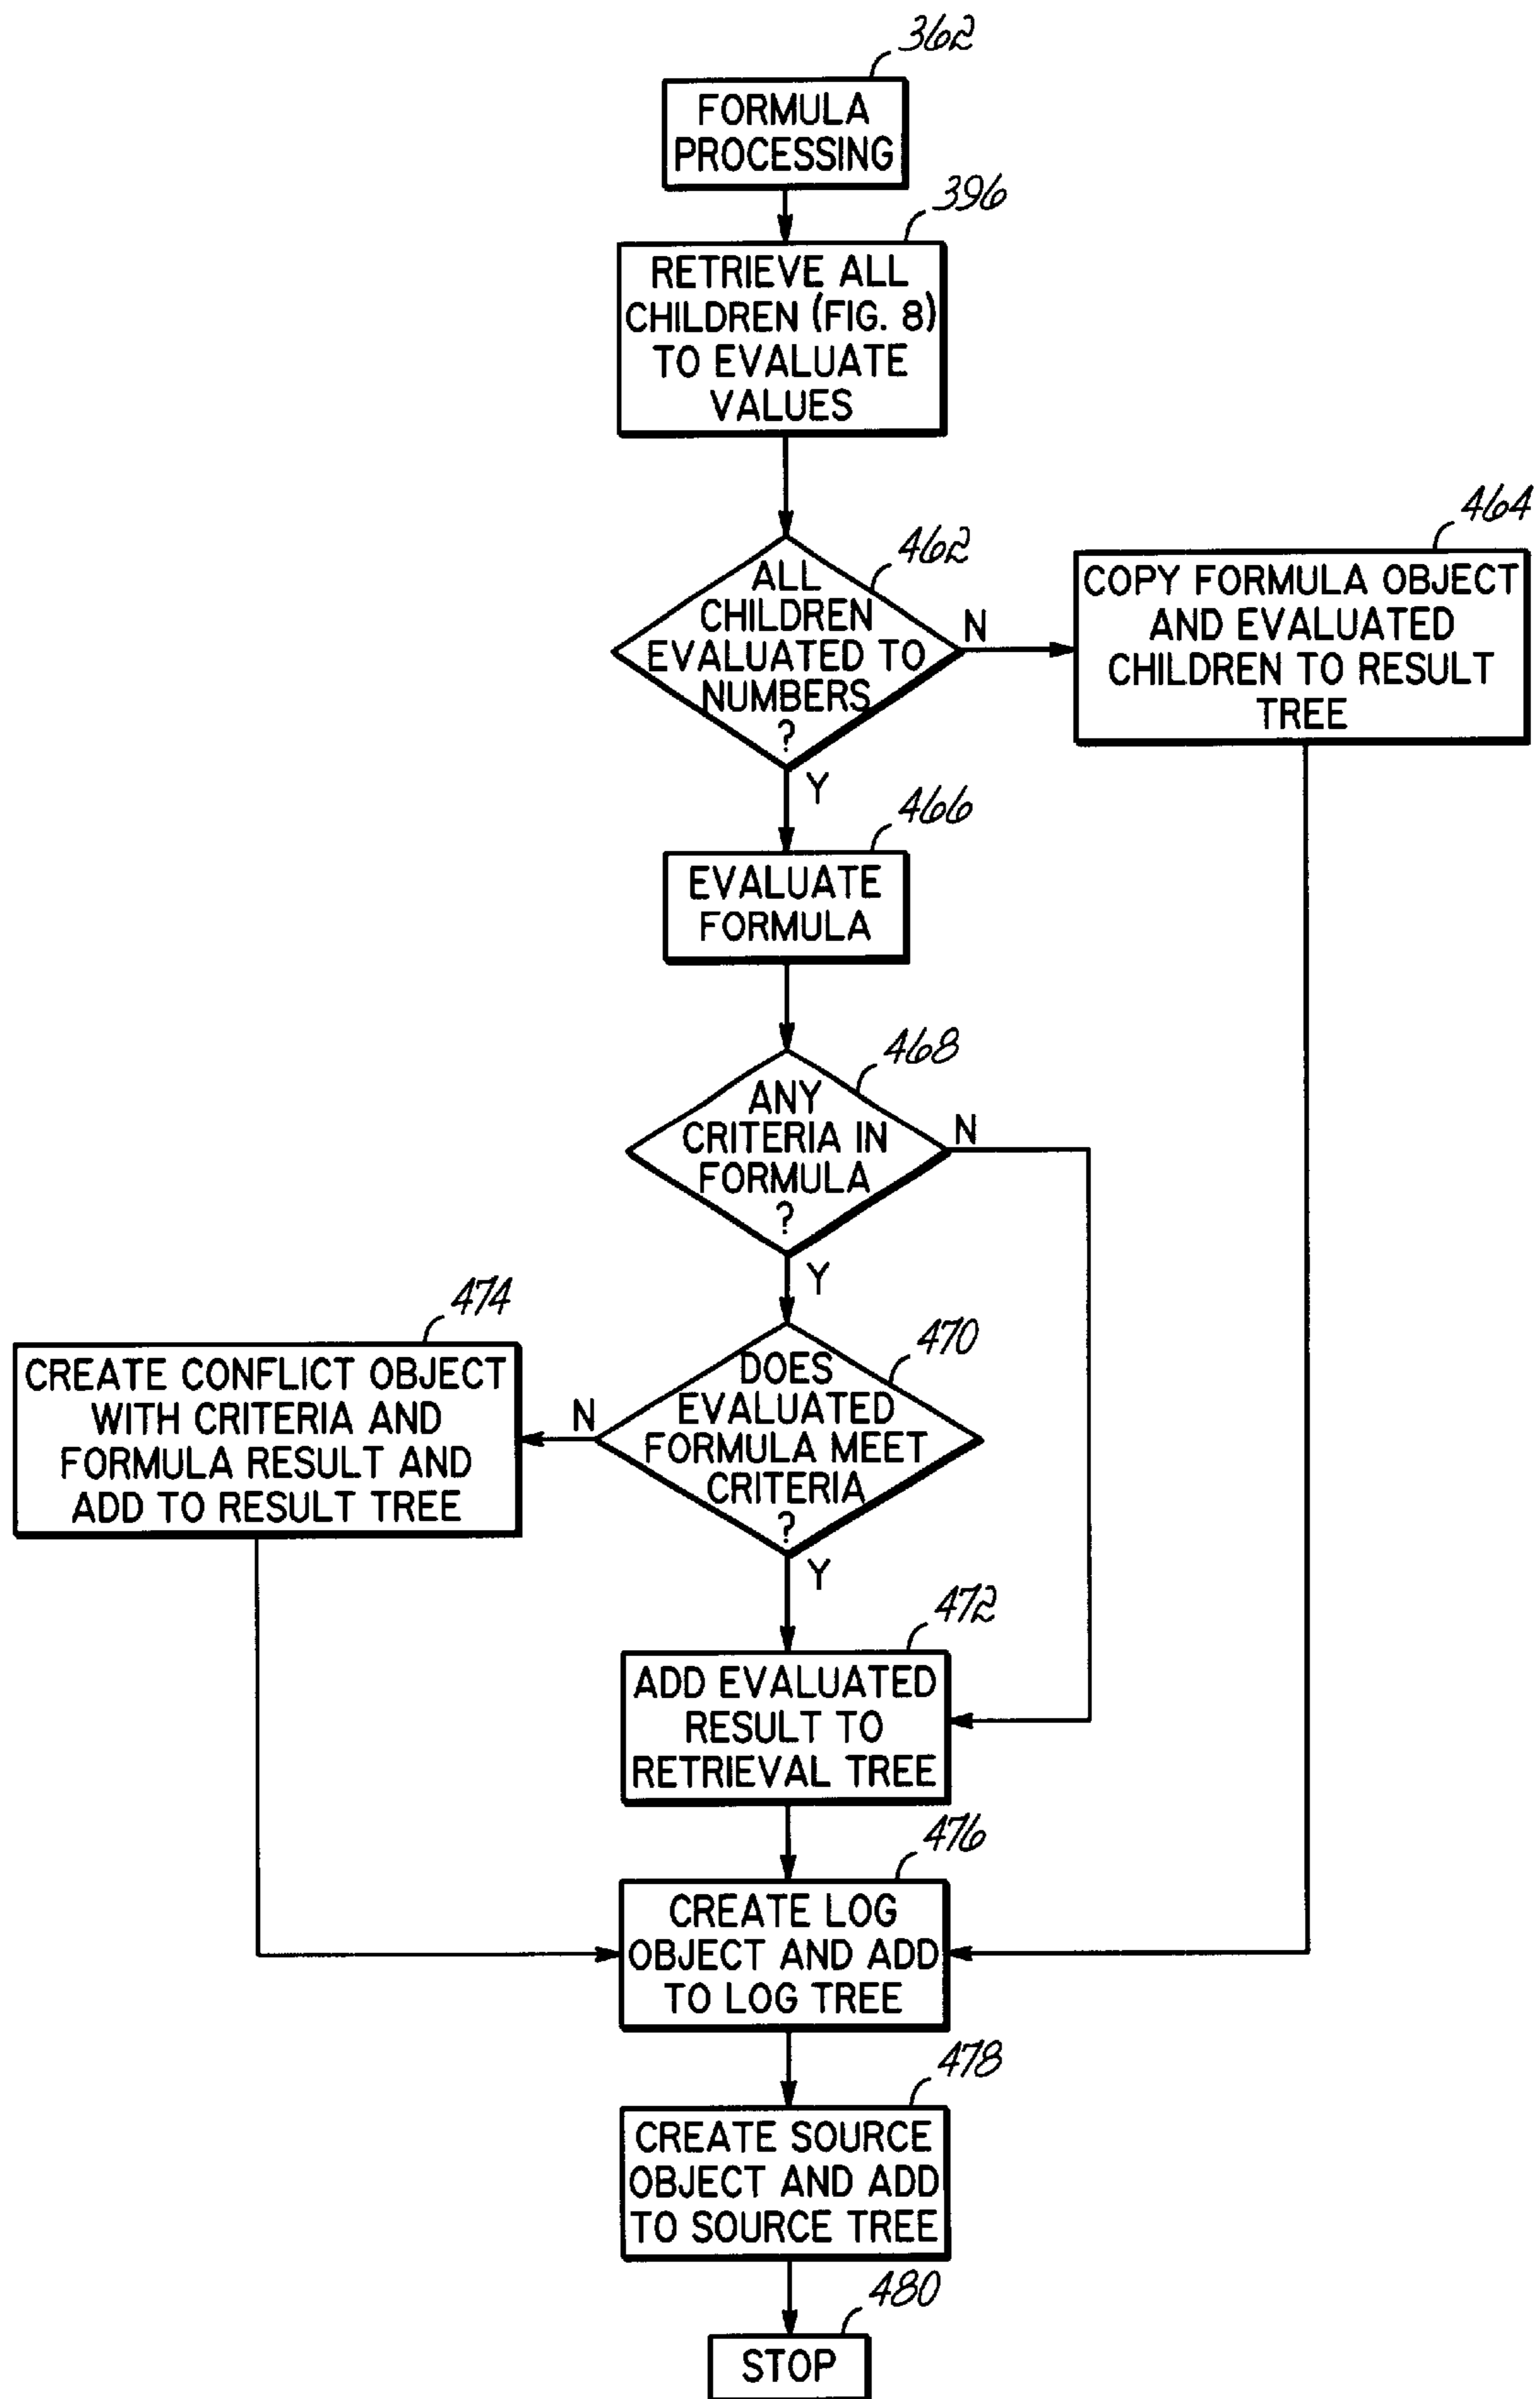 362
FORMULA
PROCESSING
396
RETRIEVE ALL
CHILDREN (FIG. 8)
TO EVALUATE
VALUES
462
ALL
CHILDREN
EVALUATED TO
NUMBERS
?
N
Y
464
COPY FORMULA OBJECT
AND EVALUATED
CHILDREN TO RESULT
TREE
466
EVALUATE
FORMULA
468
ANY
CRITERIA IN
FORMULA
?
N
Y
470
DOES
EVALUATED
FORMULA MEET
CRITERIA
?
N
Y
474
CREATE CONFLICT OBJECT
WITH CRITERIA AND
FORMULA RESULT AND
ADD TO RESULT TREE
472
ADD EVALUATED
RESULT TO
RETRIEVAL TREE
476
CREATE LOG
OBJECT AND ADD
TO LOG TREE
478
CREATE SOURCE
OBJECT AND ADD
TO SOURCE TREE
480
STOP